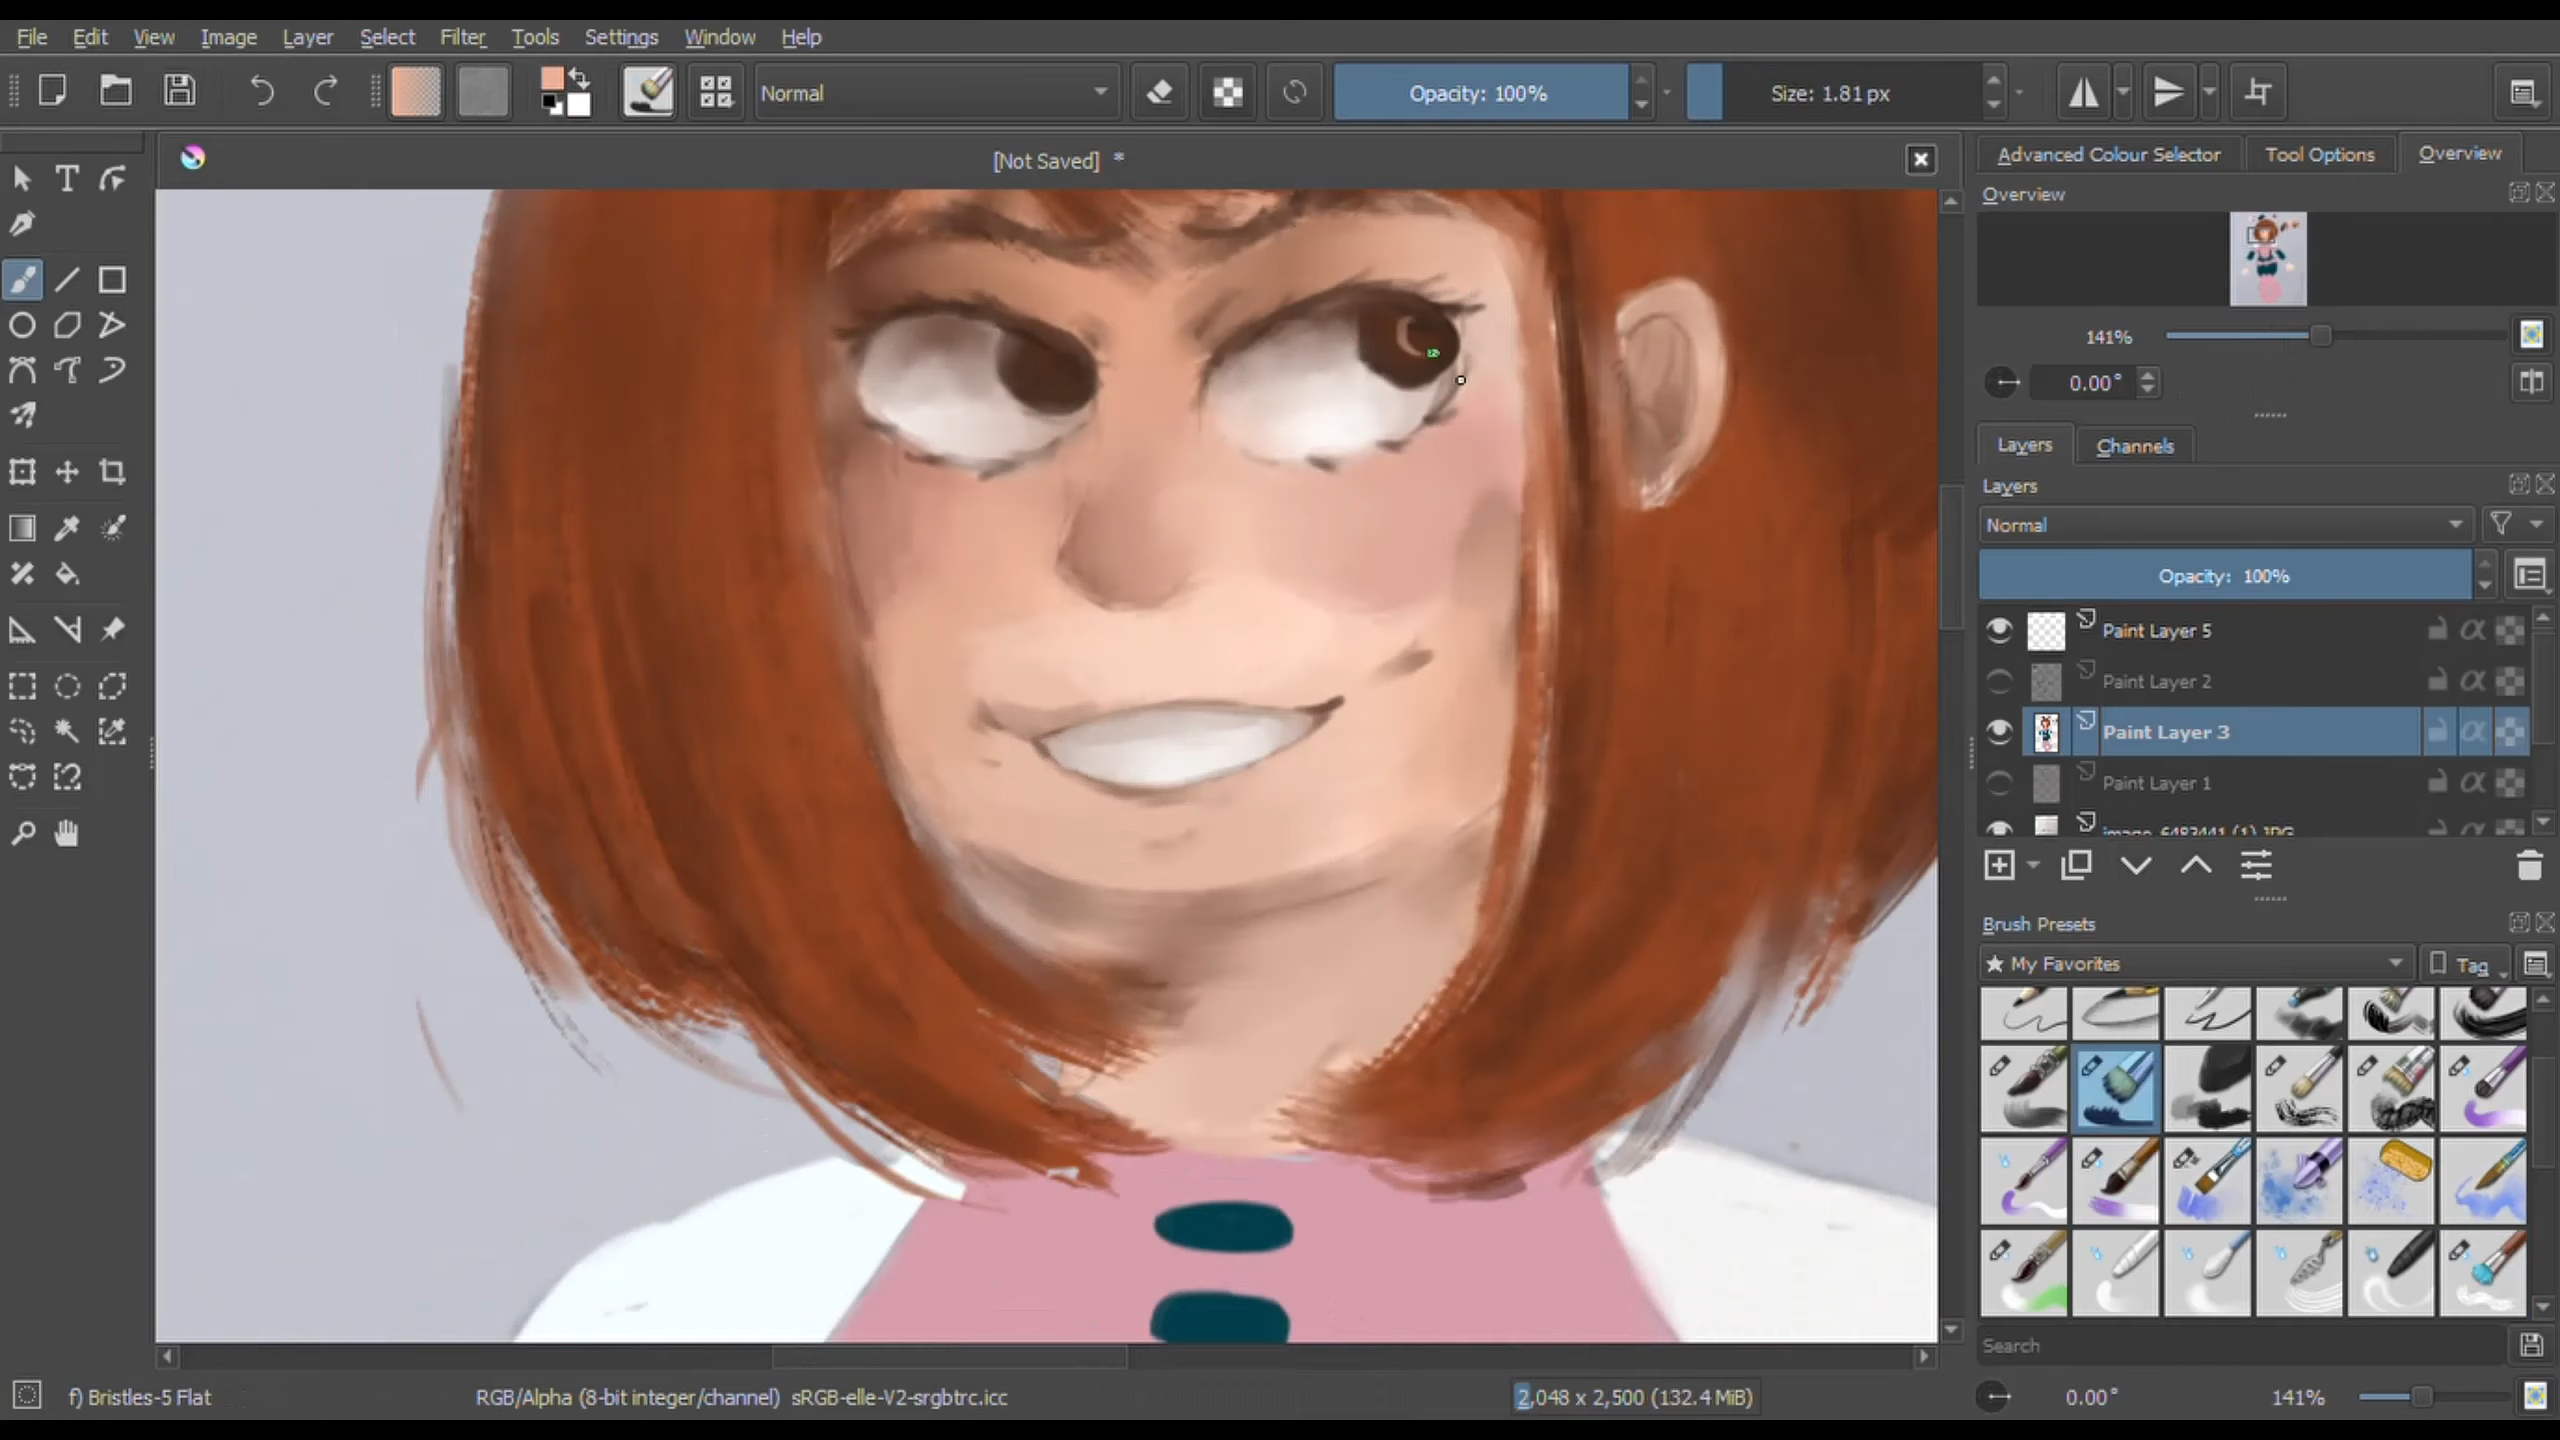 File Edit View Image Layer Select Filter Tools Settings Window Help
Normal Opacity: 100% Size: 1.81 px
[Not Saved] *
Advanced Colour Selector Tool Options Overview
Overview
141%
0.00°
Layers Channels
Layers
Normal
Opacity: 100%
Paint Layer 5
Paint Layer 2
Paint Layer 3
Paint Layer 1
image_6483441 (1).JPG
Brush Presets
My Favorites Tag
Search
f) Bristles-5 Flat RGB/Alpha (8-bit integer/channel) sRGB-elle-V2-srgbtrc.icc 2,048 x 2,500 (132.4 MiB) 0.00° 141%